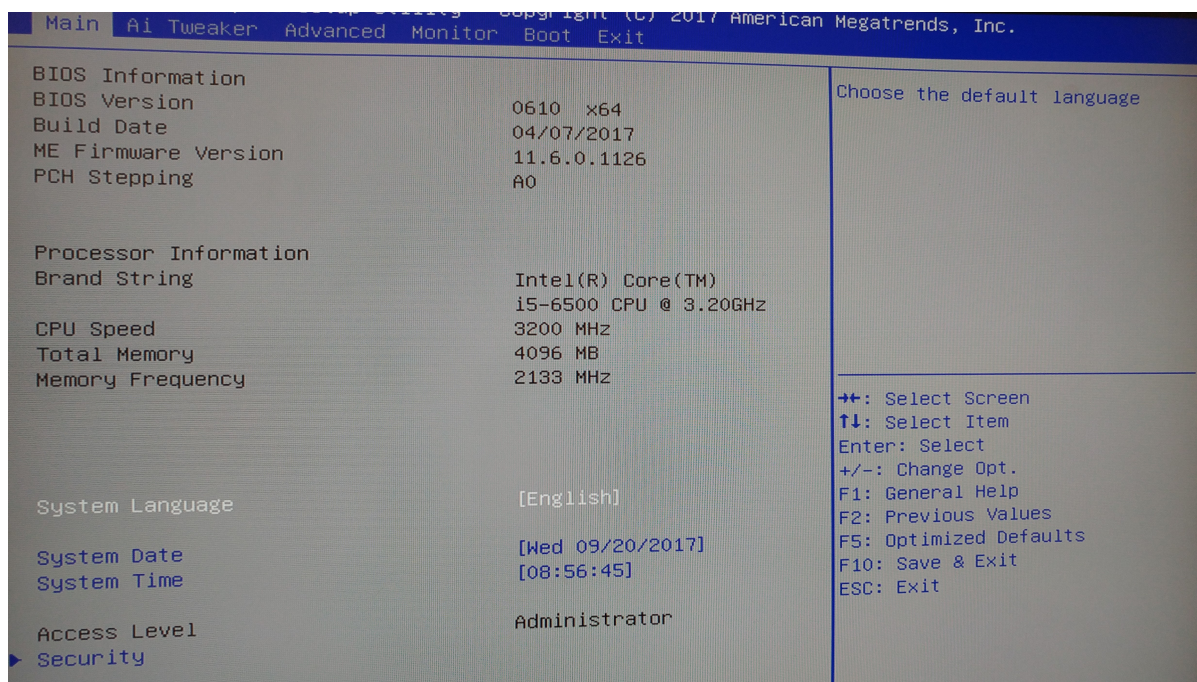 Copyright (C) 2017 American Megatrends, Inc.
Main Ai Tweaker Advanced Monitor Boot Exit
BIOS Information
BIOS Version 0610 x64
Build Date 04/07/2017
ME Firmware Version 11.6.0.1126
PCH Stepping A0
Processor Information
Brand String Intel(R) Core(TM)
i5-6500 CPU @ 3.20GHz
CPU Speed 3200 MHz
Total Memory 4096 MB
Memory Frequency 2133 MHz
System Language [English]
System Date [Wed 09/20/2017]
System Time [08:56:45]
Access Level Administrator
Security
Choose the default language
→←: Select Screen
↑↓: Select Item
Enter: Select
+/-: Change Opt.
F1: General Help
F2: Previous Values
F5: Optimized Defaults
F10: Save & Exit
ESC: Exit